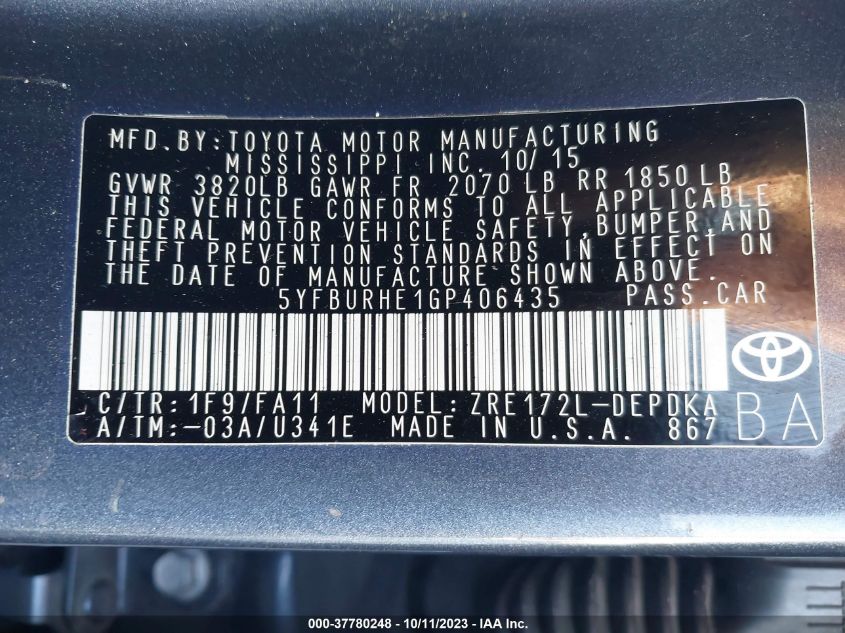 MFD.BY:TOYOTA MOTOR MANUFACTURING
MISSISSIPPI INC. 10/15
GVWR 3820LB GAWR FR 2070 LB RR 1850 LB
THIS VEHICLE CONFORMS TO ALL APPLICABLE
FEDERAL MOTOR VEHICLE SAFETY,BUMPER,AND
THEFT PREVENTION STANDARDS IN EFFECT ON
THE DATE OF MANUFACTURE SHOWN ABOVE.
5YFBURHE1GP406435 PASS.CAR
C/TR:1F9/FA11 MODEL:ZRE172L-DEPDKA
A/TM:-03A/U341E MADE IN U.S.A. 867
BA
000-37780248 - 10/11/2023 - IAA Inc.